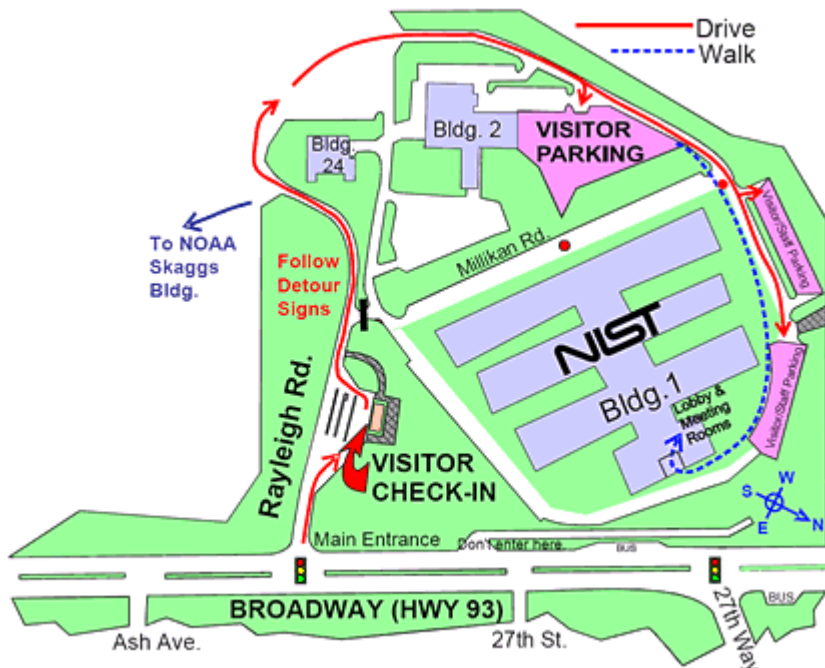 Drive
Walk
Bldg. 2
VISITOR
PARKING
Bldg.
24
To NOAA
Skaggs
Bldg.
Follow
Detour
Signs
Millikan Rd.
Visitor/Staff Parking
NIST
Bldg.1
Lobby &
Meeting
Rooms
Visitor/Staff Parking
Rayleigh Rd.
VISITOR
CHECK-IN
W
S
N
E
Main Entrance
Don't enter here.
BUS
BROADWAY (HWY 93)
BUS
Ash Ave.
27th St.
27th Way